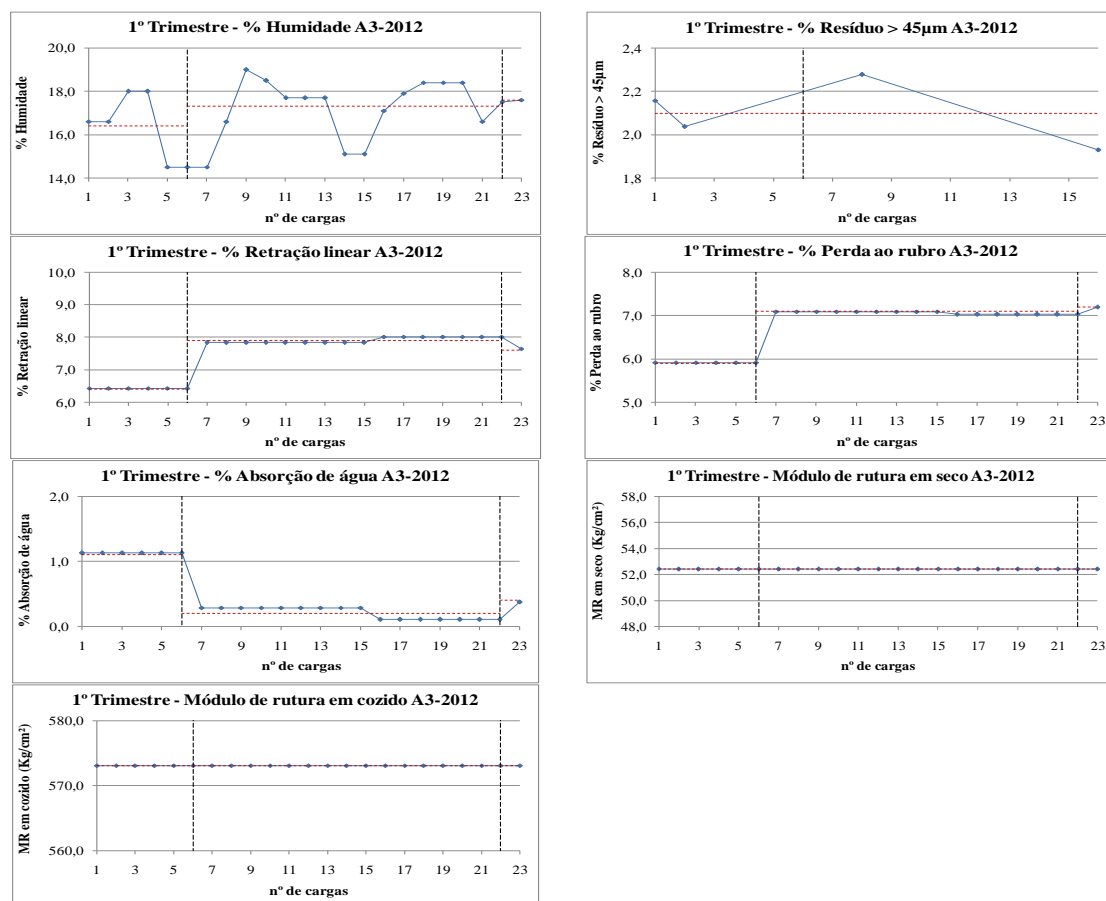 1º Trimestre - % Humidade A3-2012
% Humidade
20,0
18,0
16,0
14,0
1 3 5 7 9 11 13 15 17 19 21 23
nº de cargas
1º Trimestre - % Resíduo > 45µm A3-2012
% Resíduo > 45µm
2,4
2,2
2,0
1,8
1 3 5 7 9 11 13 15
nº de cargas
1º Trimestre - % Retração linear A3-2012
% Retração linear
10,0
9,0
8,0
7,0
6,0
1 3 5 7 9 11 13 15 17 19 21 23
nº de cargas
1º Trimestre - % Perda ao rubro A3-2012
% Perda ao rubro
8,0
7,0
6,0
5,0
1 3 5 7 9 11 13 15 17 19 21 23
nº de cargas
1º Trimestre - % Absorção de água A3-2012
% Absorção de água
2,0
1,0
0,0
1 3 5 7 9 11 13 15 17 19 21 23
nº de cargas
1º Trimestre - Módulo de rutura em seco A3-2012
MR em seco (Kg/cm²)
58,0
56,0
54,0
52,0
50,0
48,0
1 3 5 7 9 11 13 15 17 19 21 23
nº de cargas
1º Trimestre - Módulo de rutura em cozido A3-2012
MR em cozido (Kg/cm²)
580,0
570,0
560,0
1 3 5 7 9 11 13 15 17 19 21 23
nº de cargas